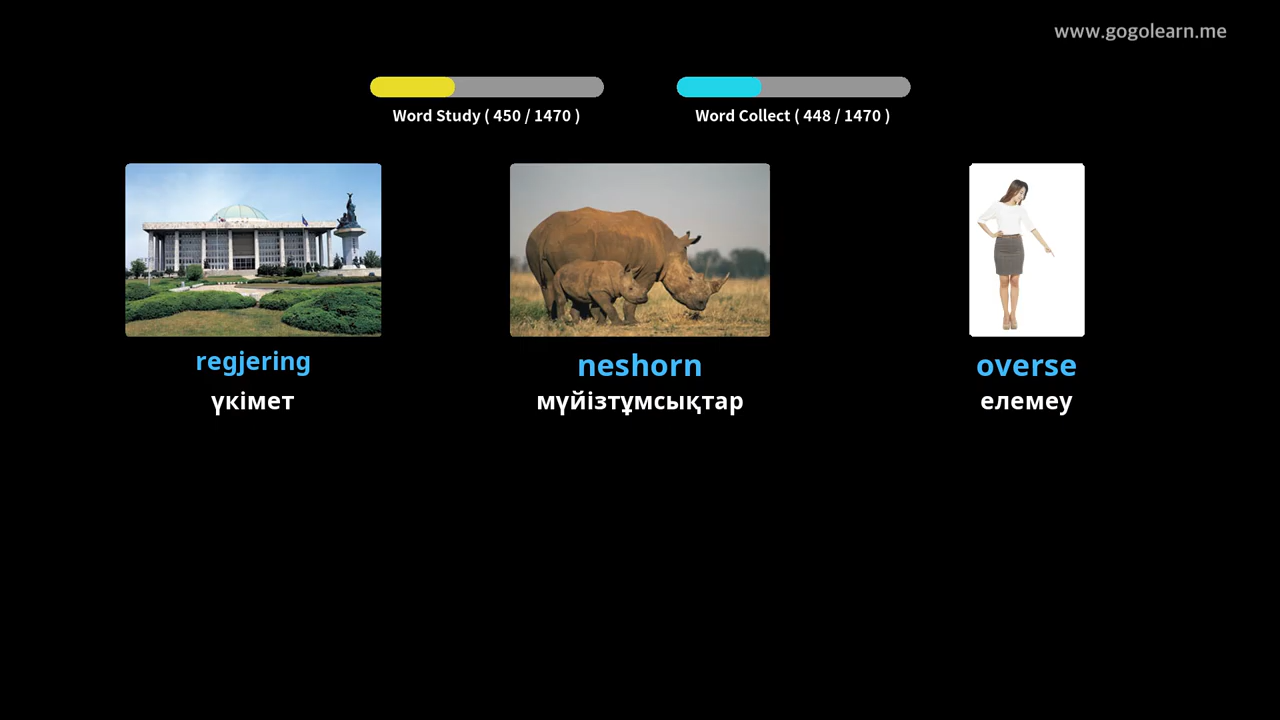 www.gogolearn.me
Word Study ( 450 / 1470 )
Word Collect ( 448 / 1470 )
regjering
neshorn
overse
үкімет
мүйізтұмсықтар
елемеу